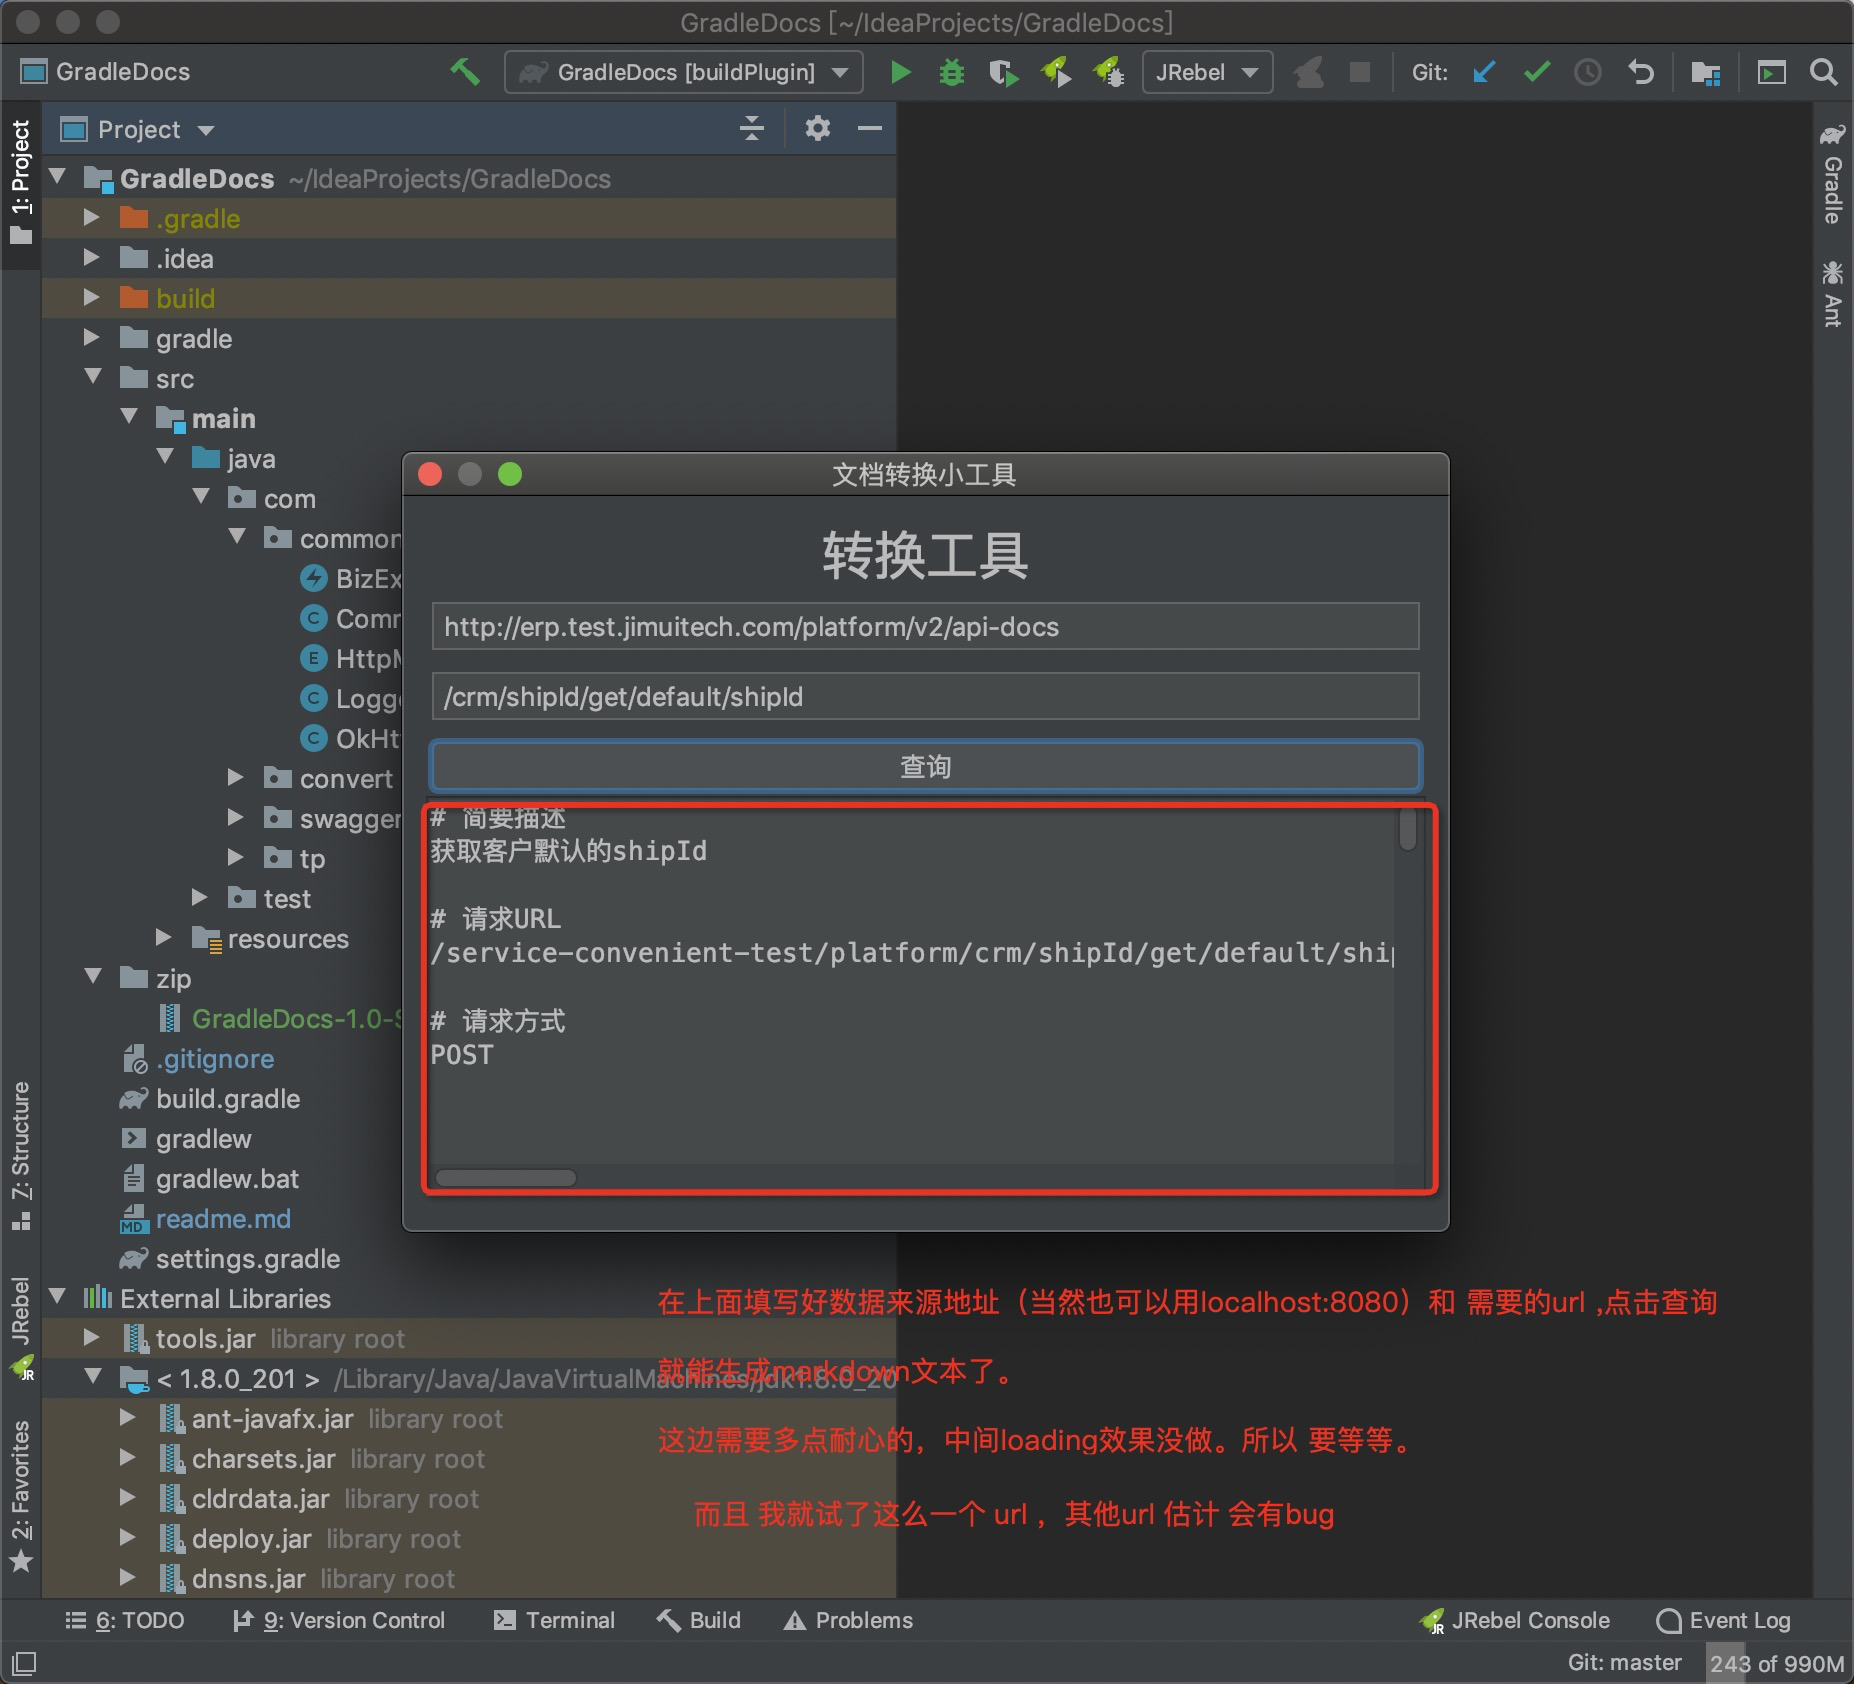 GradleDocs [~/IdeaProjects/GradleDocs]
GradleDocs
GradleDocs [buildPlugin]
JRebel
Git:
1: Project
Project
GradleDocs ~/IdeaProjects/GradleDocs
.gradle
.idea
build
gradle
src
main
java
com
common
BizEx
Comm
HttpM
Logge
OkHt
convert
swagger
tp
test
resources
zip
GradleDocs-1.0-S
.gitignore
build.gradle
gradlew
gradlew.bat
MD readme.md
settings.gradle
External Libraries
tools.jar library root
< 1.8.0_201 > /Library/Java/JavaVirtualMachines/jdk1.8.0_20
ant-javafx.jar library root
charsets.jar library root
cldrdata.jar library root
deploy.jar library root
dnsns.jar library root
文档转换小工具
转换工具
http://erp.test.jimuitech.com/platform/v2/api-docs
/crm/shipId/get/default/shipId
查询
# 简要描述
获取客户默认的shipId
# 请求URL
/service-convenient-test/platform/crm/shipId/get/default/ship
# 请求方式
POST
在上面填写好数据来源地址（当然也可以用localhost:8080）和 需要的url ,点击查询
就能生成markdown文本了。
这边需要多点耐心的，中间loading效果没做。所以 要等等。
而且 我就试了这么一个 url ，其他url 估计 会有bug
Gradle
Ant
7: Structure
JRebel
JR
2: Favorites
6: TODO
9: Version Control
Terminal
Build
Problems
JR
JRebel Console
Event Log
Git: master
243 of 990M